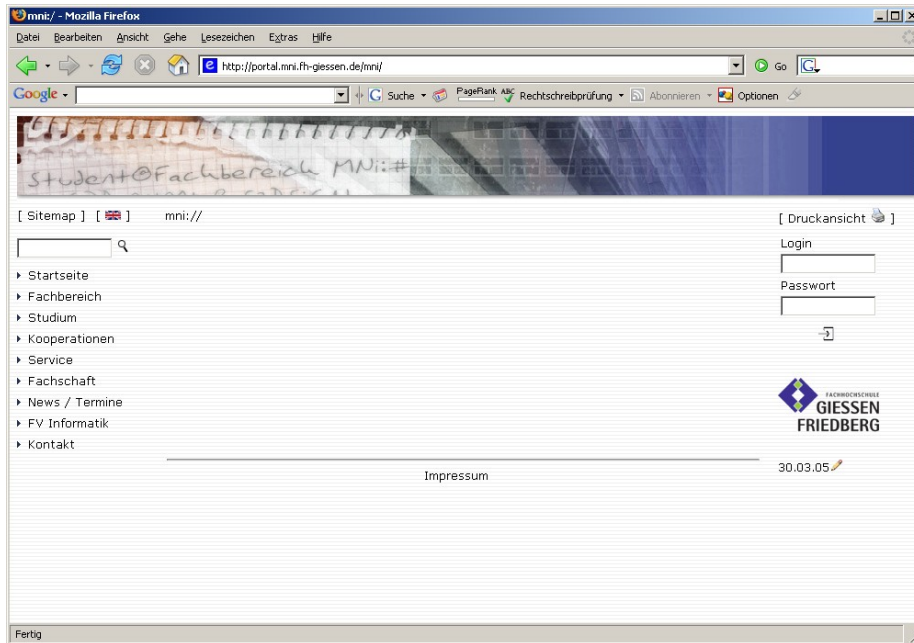 mni:/ - Mozilla Firefox
Datei Bearbeiten Ansicht Gehe Lesezeichen Extras Hilfe
http://portal.mni.fh-giessen.de/mni/ Go G
Google - G Suche PageRank ABC Rechtschreibprüfung Abonnieren Optionen
Student@Fachbereich MNi:#
[ Sitemap ] [ ] mni:// [ Druckansicht ]
Login
Startseite
Passwort
Fachbereich
Studium
Kooperationen
Service
Fachschaft
FACHHOCHSCHULE
News / Termine
GIESSEN
FV Informatik
FRIEDBERG
Kontakt
30.03.05
Impressum
Fertig